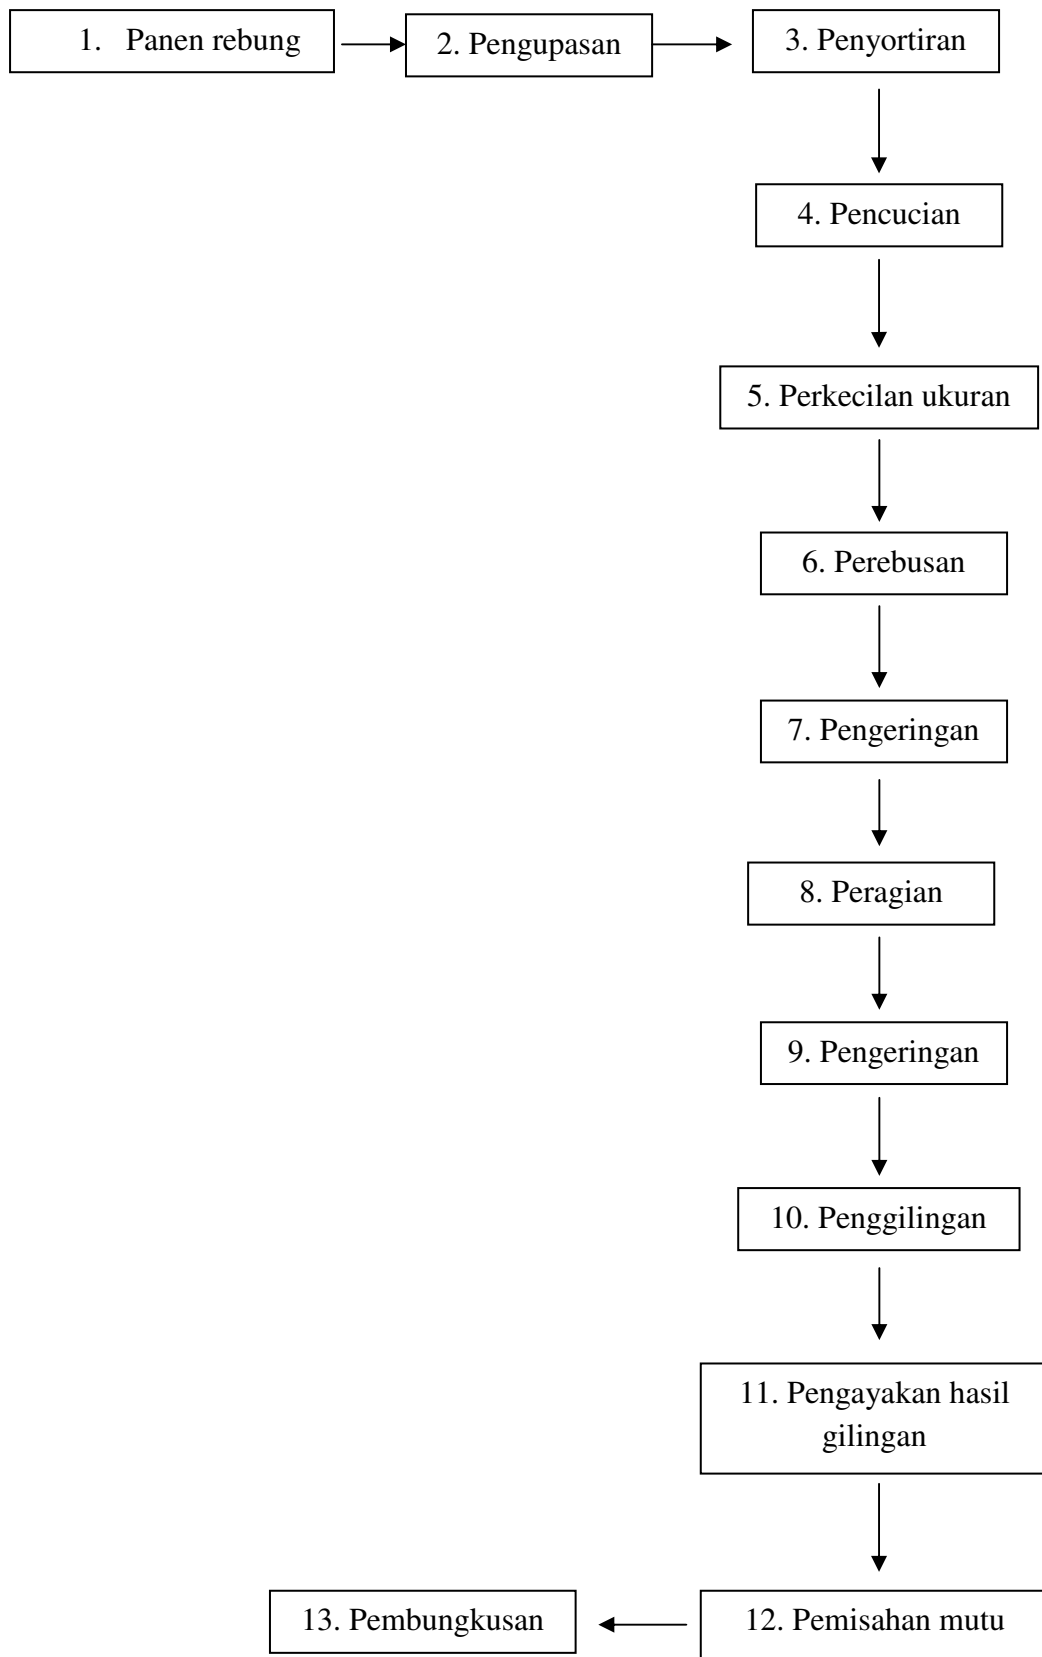 1. Panen rebung
2. Pengupasan
3. Penyortiran
4. Pencucian
5. Perkecilan ukuran
6. Perebusan
7. Pengeringan
8. Peragian
9. Pengeringan
10. Penggilingan
11. Pengayakan hasil
gilingan
12. Pemisahan mutu
13. Pembungkusan